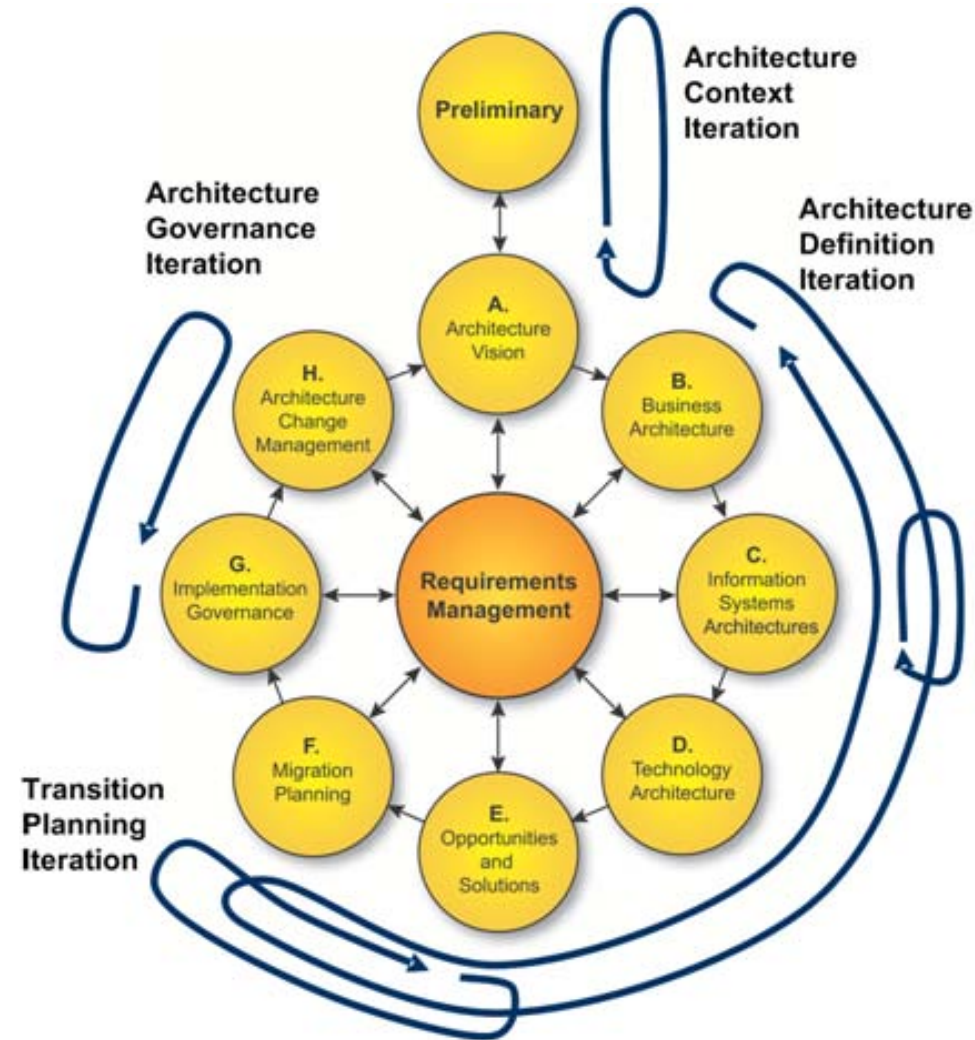 Preliminary
Architecture
Context
Iteration
Architecture
Governance
Iteration
Architecture
Definition
Iteration
A.
Architecture
Vision
H.
Architecture
Change
Management
B.
Business
Architecture
G.
Implementation
Governance
Requirements
Management
C.
Information
Systems
Architectures
F.
Migration
Planning
D.
Technology
Architecture
E.
Opportunities
and
Solutions
Transition
Planning
Iteration